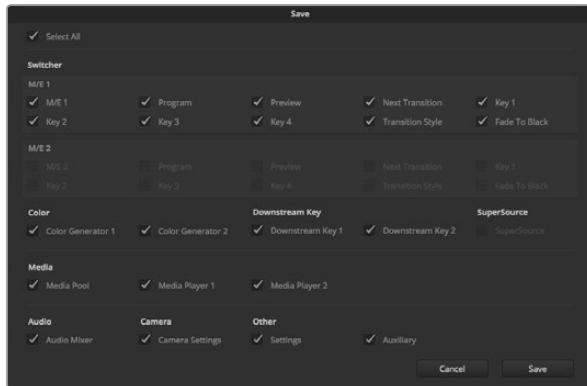 Save
Select All
Switcher
M/E 1
M/E 1 Program Preview Next Transition Key 1
Key 2 Key 3 Key 4 Transition Style Fade To Black
M/E 2
M/E 2 Program Preview Next Transition Key 1
Key 2 Key 3 Key 4 Transition Style Fade To Black
Color Downstream Key SuperSource
Color Generator 1 Color Generator 2 Downstream Key 1 Downstream Key 2 SuperSource
Media
Media Pool Media Player 1 Media Player 2
Audio Camera Other
Audio Mixer Camera Settings Settings Auxiliary
Cancel Save